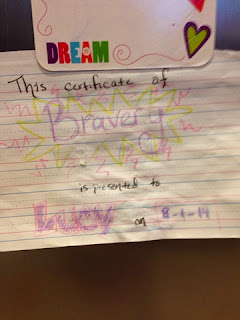 DREAM
This certificate of
Bravery
is presented to
Lucy on 8-1-14